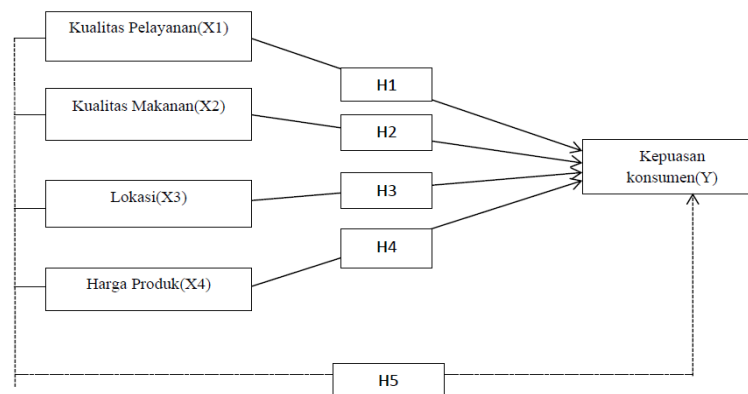 Kualitas Pelayanan(X1)
H1
Kualitas Makanan(X2)
H2
Kepuasan
konsumen(Y)
Lokasi(X3)
H3
H4
Harga Produk(X4)
H5